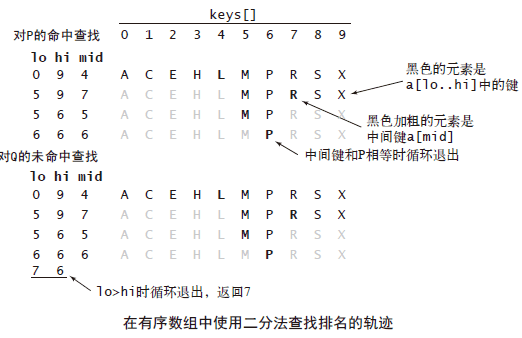 keys[]
对P的命中查找 0 1 2 3 4 5 6 7 8 9
lo hi mid
0 9 4 A C E H L M P R S X
5 9 7 A C E H L M P R S X
5 6 5 A C E H L M P R S X
6 6 6 A C E H L M P R S X
黑色的元素是
a[lo..hi]中的键
黑色加粗的元素是
中间键a[mid]
中间键和P相等时循环退出
对Q的未命中查找
lo hi mid
0 9 4 A C E H L M P R S X
5 9 7 A C E H L M P R S X
5 6 5 A C E H L M P R S X
6 6 6 A C E H L M P R S X
7 6
lo>hi时循环退出，返回7
在有序数组中使用二分法查找排名的轨迹